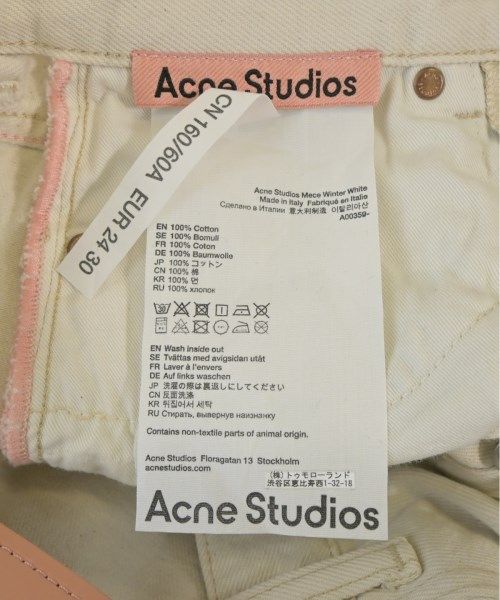 Acne Studios
CN 160/60A EUR 24 30
Acne Studios Mece Winter White
Made in Italy Fabriqué en Italie
Сделано в Италии 意大利制造 이탈리아산
A00359-
EN 100% Cotton
SE 100% Bomull
FR 100% Coton
DE 100% Baumwolle
JP 100% コットン
CN 100% 棉
KR 100% 면
RU 100% хлопок
EN Wash inside out
SE Tvättas med avigsidan utåt
FR Laver à l'envers
DE Auf links waschen
JP 洗濯の際は裏返しにしてください
CN 反面洗涤
KR 뒤집어서 세탁
RU Стирать, вывернув наизнанку
Contains non-textile parts of animal origin.
Acne Studios Floragatan 13 Stockholm
acnestudios.com
(株)トゥモローランド
渋谷区恵比寿西1-32-18
Acne Studios